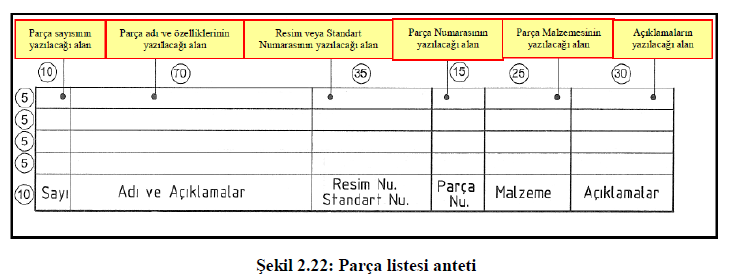 Parça sayısının
yazılacağı alan
Parça adı ve özelliklerinin
yazılacağı alan
Resim veya Standart
Numarasının yazılacağı alan
Parça Numarasının
yazılacağı alan
Parça Malzemesinin
yazılacağı alan
Açıklamaların
yazılacağı alan
10 70 35 15 25 30
5
5
5
5
10 Sayı Adı ve Açıklamalar Resim Nu.
Standart Nu. Parça
Nu. Malzeme Açıklamalar
Şekil 2.22: Parça listesi anteti